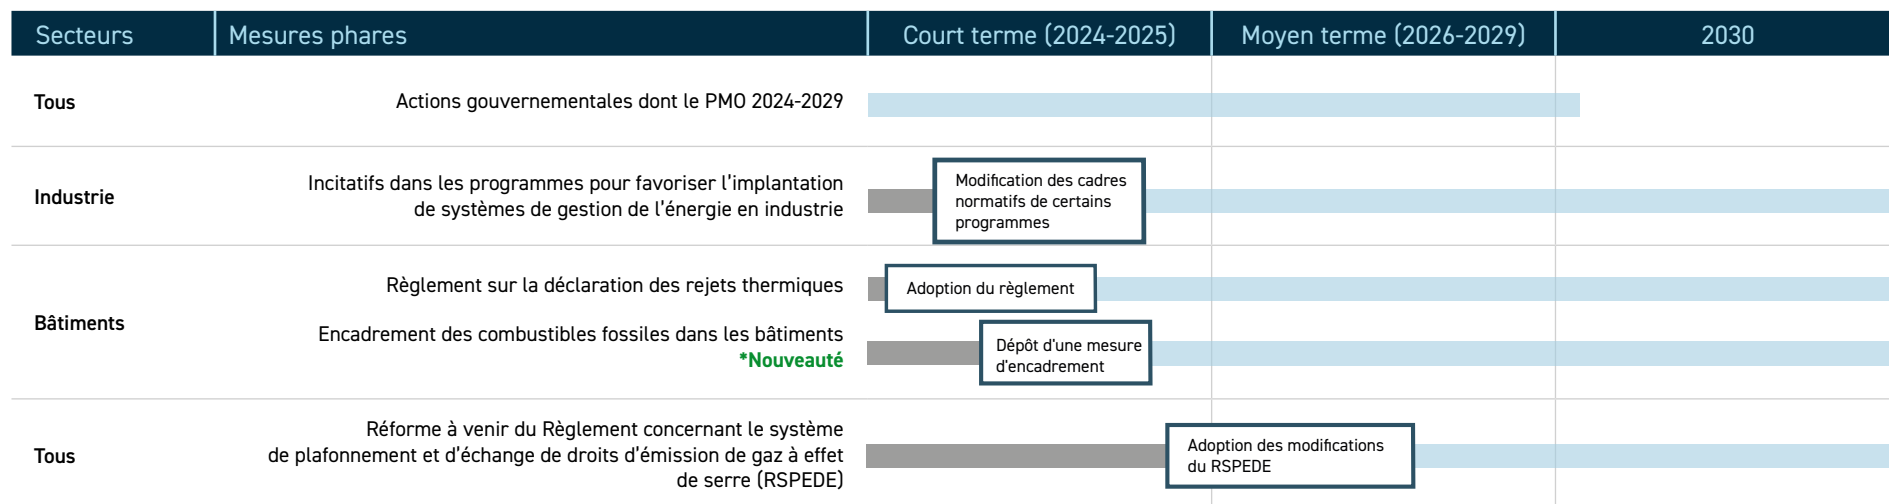 Secteurs
Mesures phares
Court terme (2024-2025)
Moyen terme (2026-2029)
2030
Tous
Actions gouvernementales dont le PMO 2024-2029
Industrie
Incitatifs dans les programmes pour favoriser l’implantation
de systèmes de gestion de l’énergie en industrie
Modification des cadres
normatifs de certains
programmes
Bâtiments
Règlement sur la déclaration des rejets thermiques
Adoption du règlement
Encadrement des combustibles fossiles dans les bâtiments
*Nouveauté
Dépôt d'une mesure
d'encadrement
Tous
Réforme à venir du Règlement concernant le système
de plafonnement et d’échange de droits d’émission de gaz à effet
de serre (RSPEDE)
Adoption des modifications
du RSPEDE